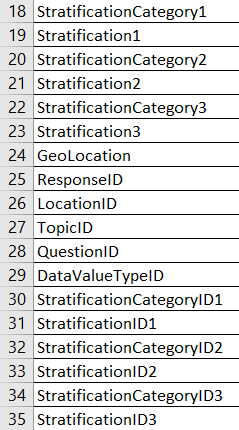 18 StratificationCategory1
19 Stratification1
20 StratificationCategory2
21 Stratification2
22 StratificationCategory3
23 Stratification3
24 GeoLocation
25 ResponseID
26 LocationID
27 TopicID
28 QuestionID
29 DataValueTypeID
30 StratificationCategoryID1
31 StratificationID1
32 StratificationCategoryID2
33 StratificationID2
34 StratificationCategoryID3
35 StratificationID3